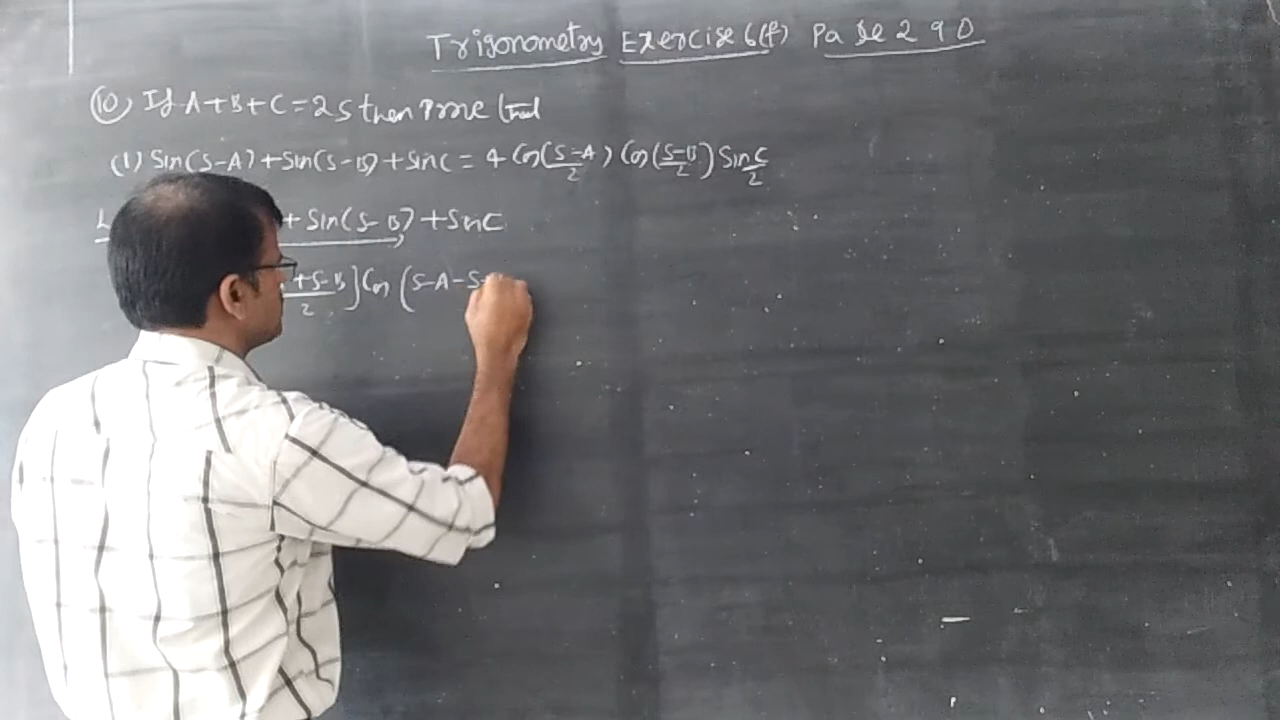 Trigonometry Exercise 6(f) Page 290
(10) If A+B+C=2S then Prove that
(1) Sin(S-A)+Sin(S-B)+SinC = 4 Cos(S-A/2) Cos(S-B/2) Sin C/2
L + Sin(S-B)+SinC
+S-B/2] Cos (S-A-S